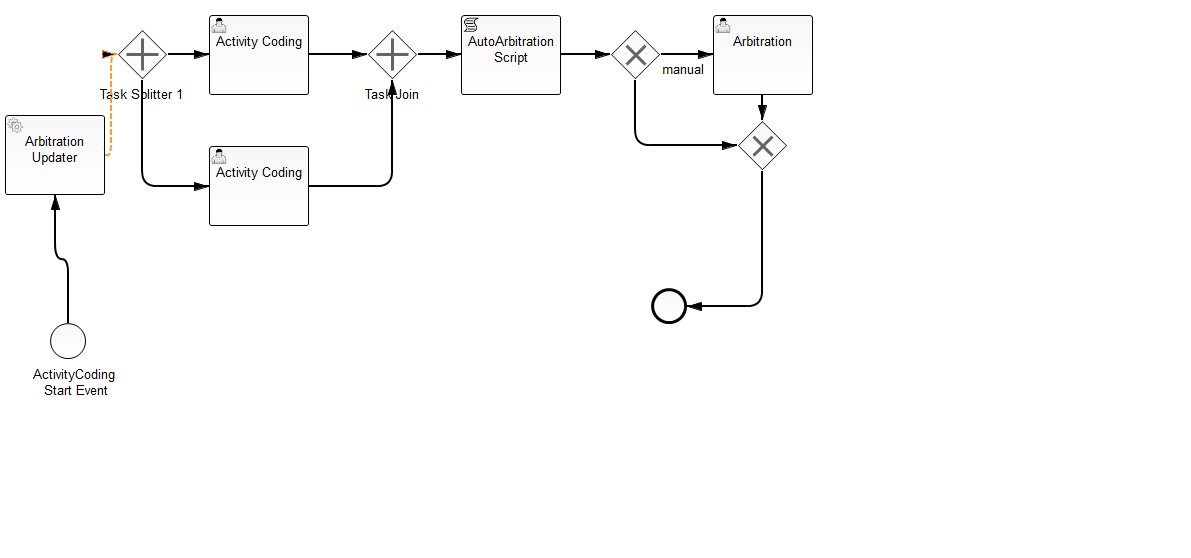 Activity Coding
AutoArbitration
Script
Arbitration
manual
Task Splitter 1
Task Join
Arbitration
Updater
Activity Coding
ActivityCoding
Start Event